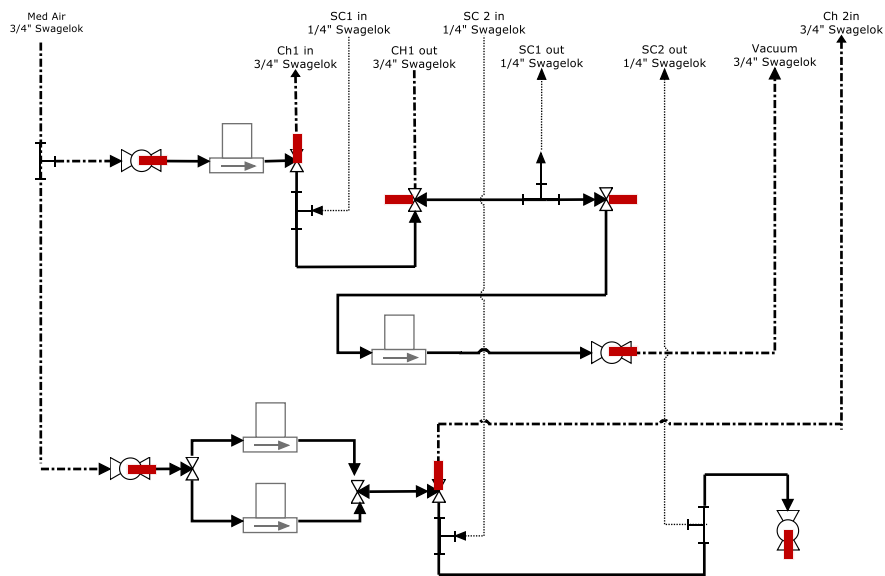 Med Air
3/4" Swagelok
SC1 in
1/4" Swagelok
SC 2 in
1/4" Swagelok
Ch 2in
3/4" Swagelok
Ch1 in
3/4" Swagelok
CH1 out
3/4" Swagelok
SC1 out
1/4" Swagelok
SC2 out
1/4" Swagelok
Vacuum
3/4" Swagelok